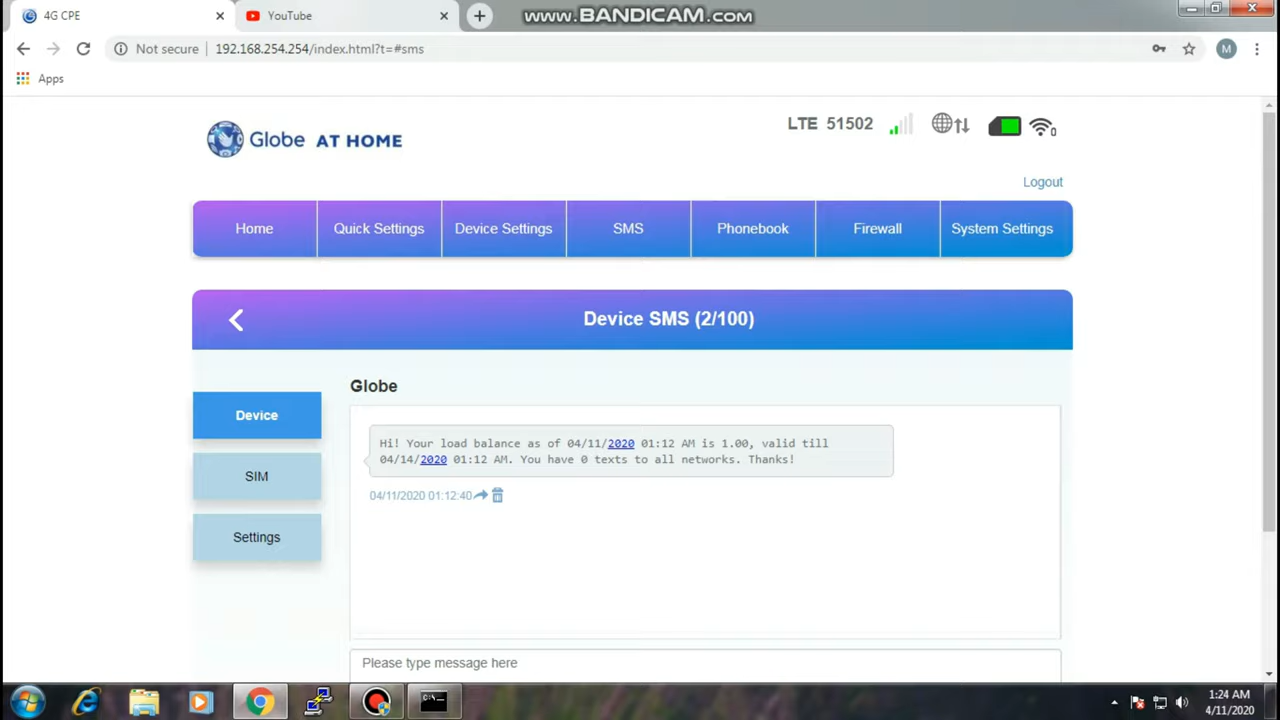 4G CPE
YouTube
www.BANDICAM.com
Not secure
192.168.254.254/index.html?t=#sms
M
Apps
Globe AT HOME
LTE 51502
0
Logout
Home
Quick Settings
Device Settings
SMS
Phonebook
Firewall
System Settings
Device SMS (2/100)
Device
SIM
Settings
Globe
Hi! Your load balance as of 04/11/2020 01:12 AM is 1.00, valid till
04/14/2020 01:12 AM. You have 0 texts to all networks. Thanks!
04/11/2020 01:12:40
Please type message here
1:24 AM
4/11/2020